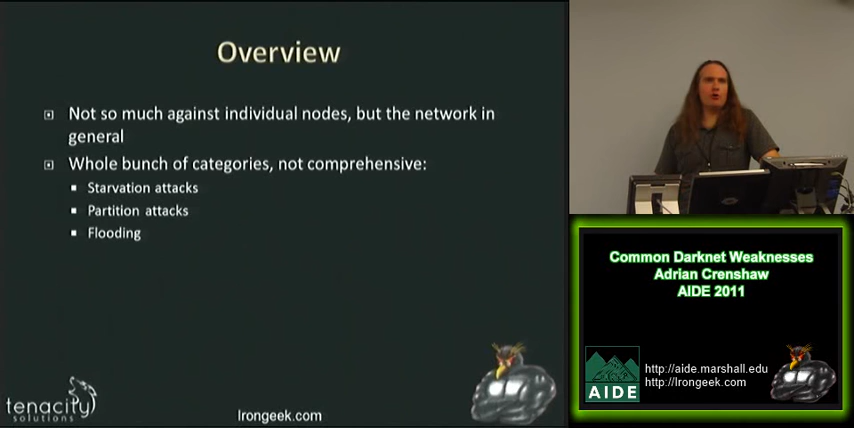 Overview
Not so much against individual nodes, but the network in
general
Whole bunch of categories, not comprehensive:
Starvation attacks
Partition attacks
Flooding
tenacity
solutions
Irongeek.com
Common Darknet Weaknesses
Adrian Crenshaw
AIDE 2011
AIDE
http://aide.marshall.edu
http://Irongeek.com